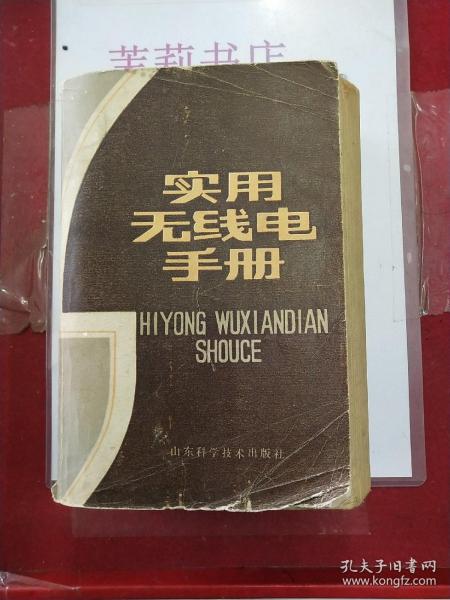 茉莉书店
实用
无线电
手册
HIYONG WUXIANDIAN
SHOUCE
山东科学技术出版社
孔夫子旧书网
www.kongfz.com